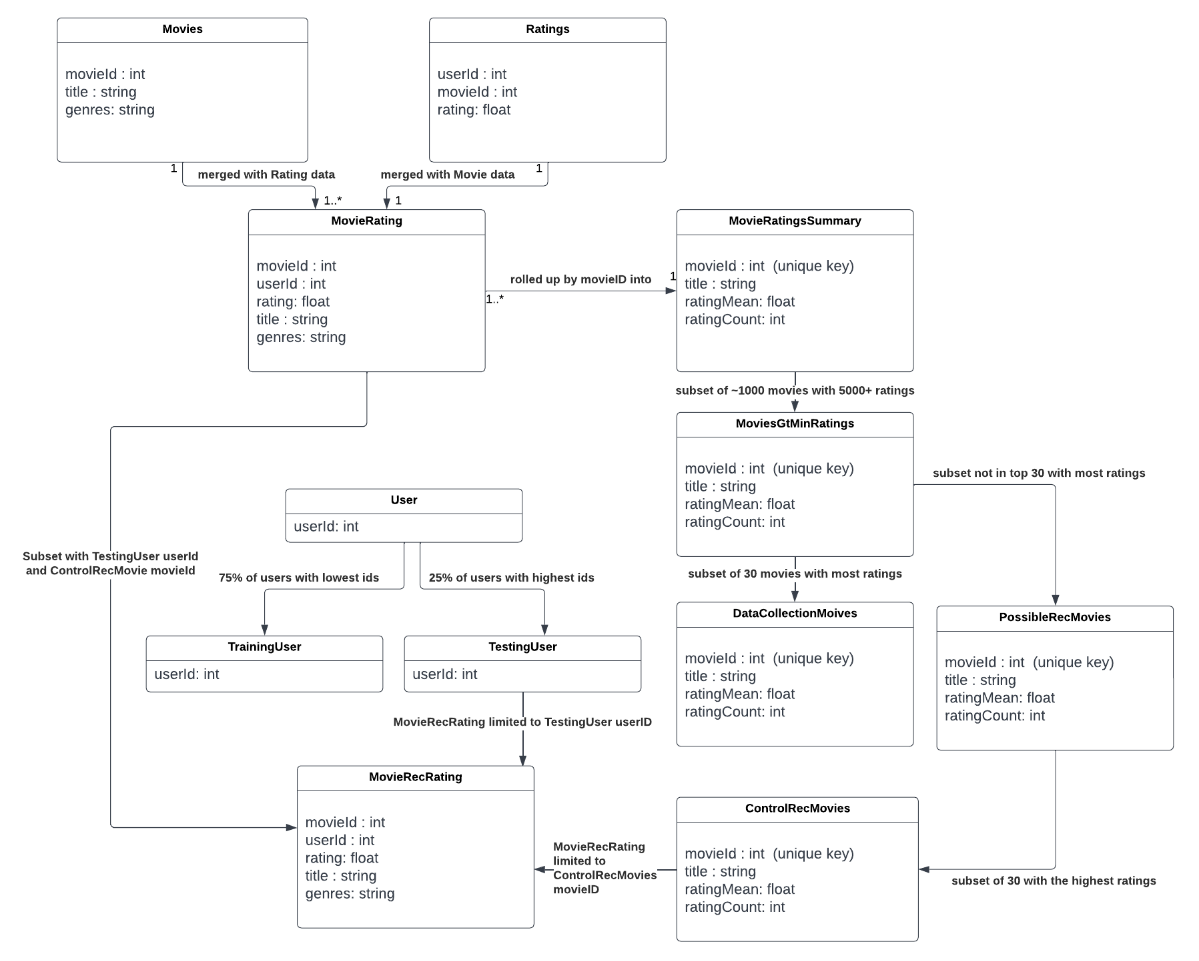 Movies
movieId : int
title : string
genres: string
Ratings
userId : int
movieId : int
rating: float
1
merged with Rating data
1..*
1
merged with Movie data
1
MovieRating
movieId : int
userId : int
rating: float
title : string
genres: string
rolled up by movieID into
1..*
1
MovieRatingsSummary
movieId : int (unique key)
title : string
ratingMean: float
ratingCount: int
subset of ~1000 movies with 5000+ ratings
MoviesGtMinRatings
movieId : int (unique key)
title : string
ratingMean: float
ratingCount: int
subset not in top 30 with most ratings
User
userId: int
Subset with TestingUser userId
and ControlRecMovie movieId
75% of users with lowest ids
25% of users with highest ids
subset of 30 movies with most ratings
TrainingUser
userId: int
TestingUser
userId: int
DataCollectionMoives
movieId : int (unique key)
title : string
ratingMean: float
ratingCount: int
PossibleRecMovies
movieId : int (unique key)
title : string
ratingMean: float
ratingCount: int
MovieRecRating limited to TestingUser userID
MovieRecRating
movieId : int
userId : int
rating: float
title : string
genres: string
MovieRecRating
limited to
ControlRecMovies
movieID
ControlRecMovies
movieId : int (unique key)
title : string
ratingMean: float
ratingCount: int
subset of 30 with the highest ratings